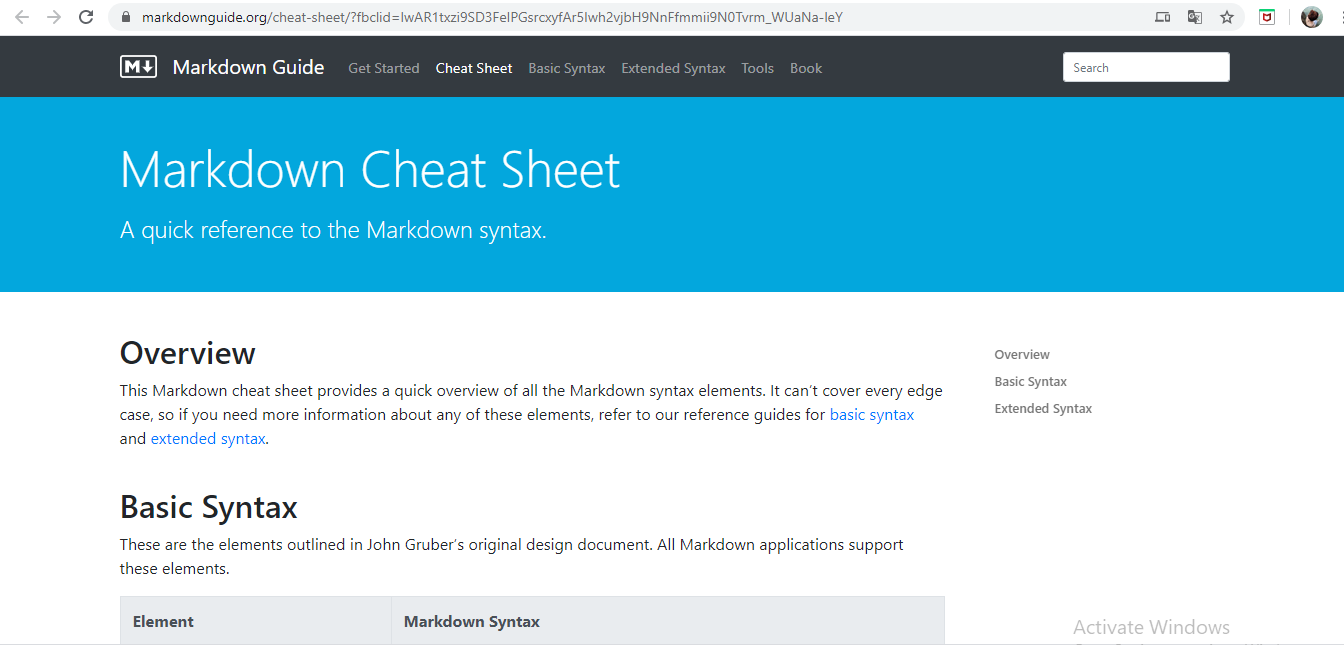 markdownguide.org/cheat-sheet/?fbclid=IwAR1txzi9SD3FeIPGsrcxyfAr5Iwh2vjbH9NnFfmmii9N0Tvrm_WUaNa-IeY
M
Markdown Guide
Get Started
Cheat Sheet
Basic Syntax
Extended Syntax
Tools
Book
Search
Markdown Cheat Sheet
A quick reference to the Markdown syntax.
Overview
This Markdown cheat sheet provides a quick overview of all the Markdown syntax elements. It can’t cover every edge
case, so if you need more information about any of these elements, refer to our reference guides for basic syntax
and extended syntax.
Overview
Basic Syntax
Extended Syntax
Basic Syntax
These are the elements outlined in John Gruber’s original design document. All Markdown applications support
these elements.
Element
Markdown Syntax
Activate Windows